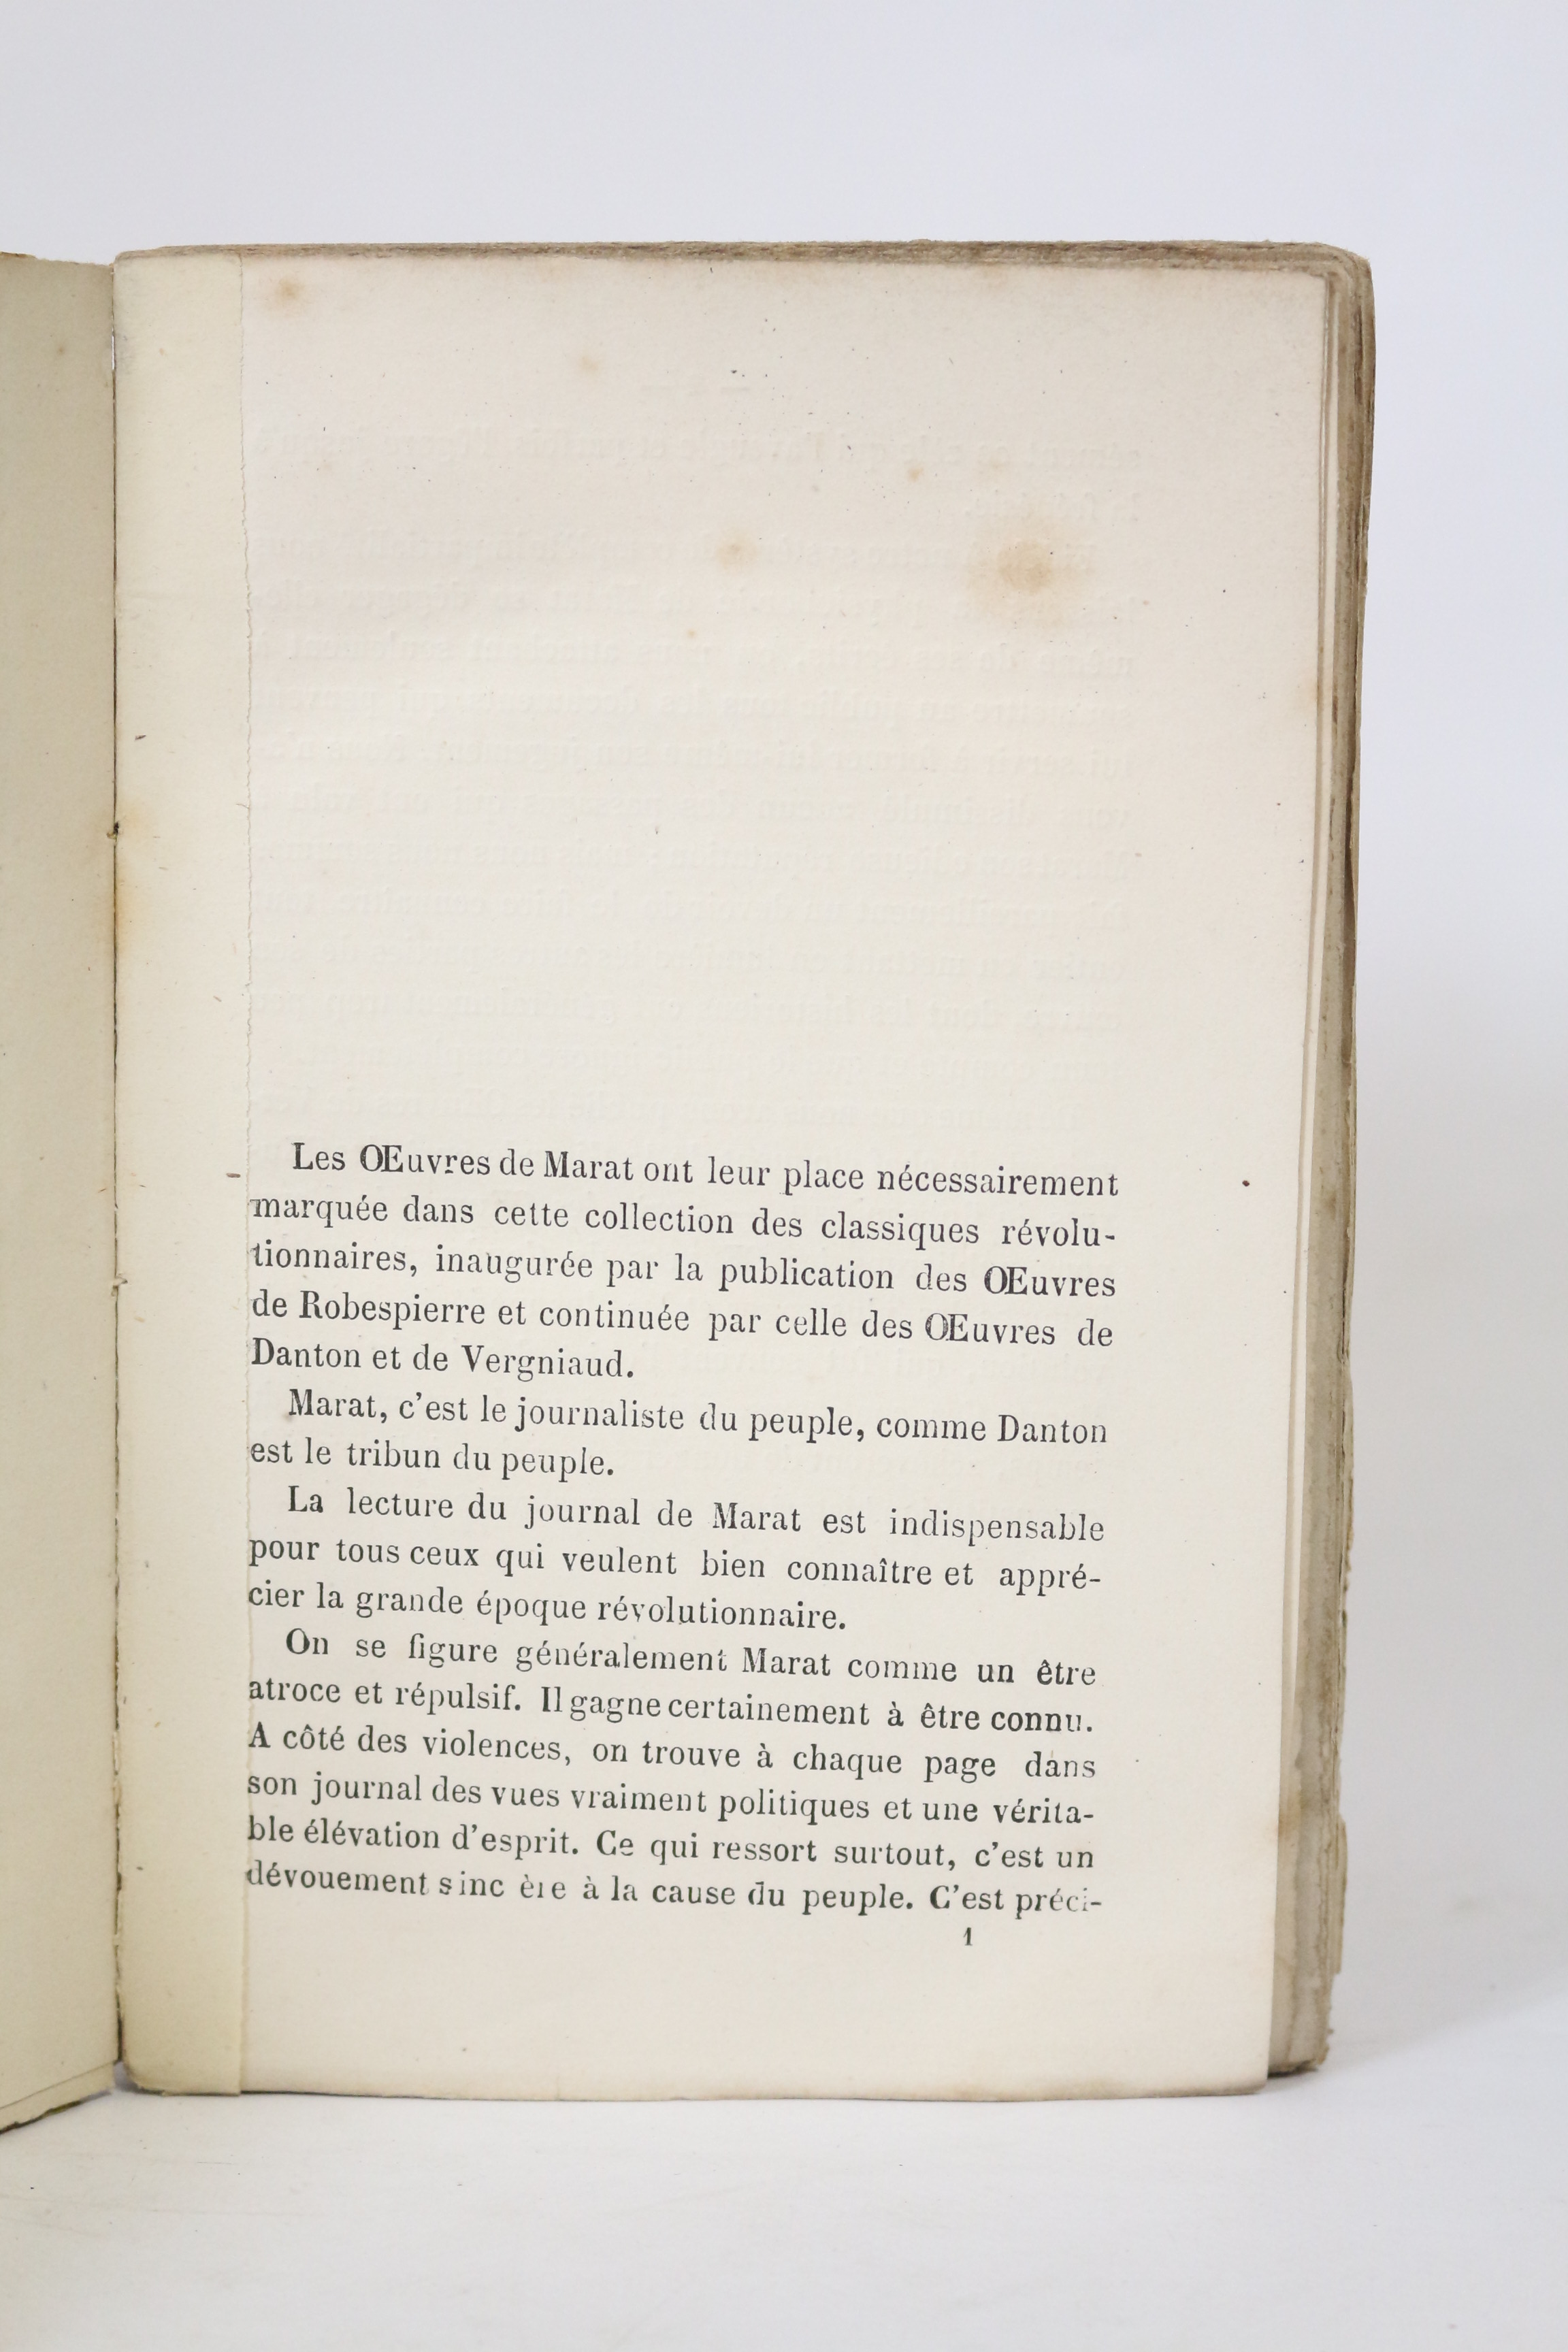 Les OEuvres de Marat ont leur place nécessairement
marquée dans cette collection des classiques révolu-
tionnaires, inaugurée par la publication des OEuvres
de Robespierre et continuée par celle des OEuvres de
Danton et de Vergniaud.
Marat, c'est le journaliste du peuple, comme Danton
est le tribun du peuple.
La lecture du journal de Marat est indispensable
pour tous ceux qui veulent bien connaître et appré-
cier la grande époque révolutionnaire.
On se figure généralement Marat comme un être
atroce et répulsif. Il gagne certainement à être connu.
A côté des violences, on trouve à chaque page dans
son journal des vues vraiment politiques et une vérita-
ble élévation d'esprit. Ce qui ressort surtout, c'est un
dévouement sincère à la cause du peuple. C'est préci-
1